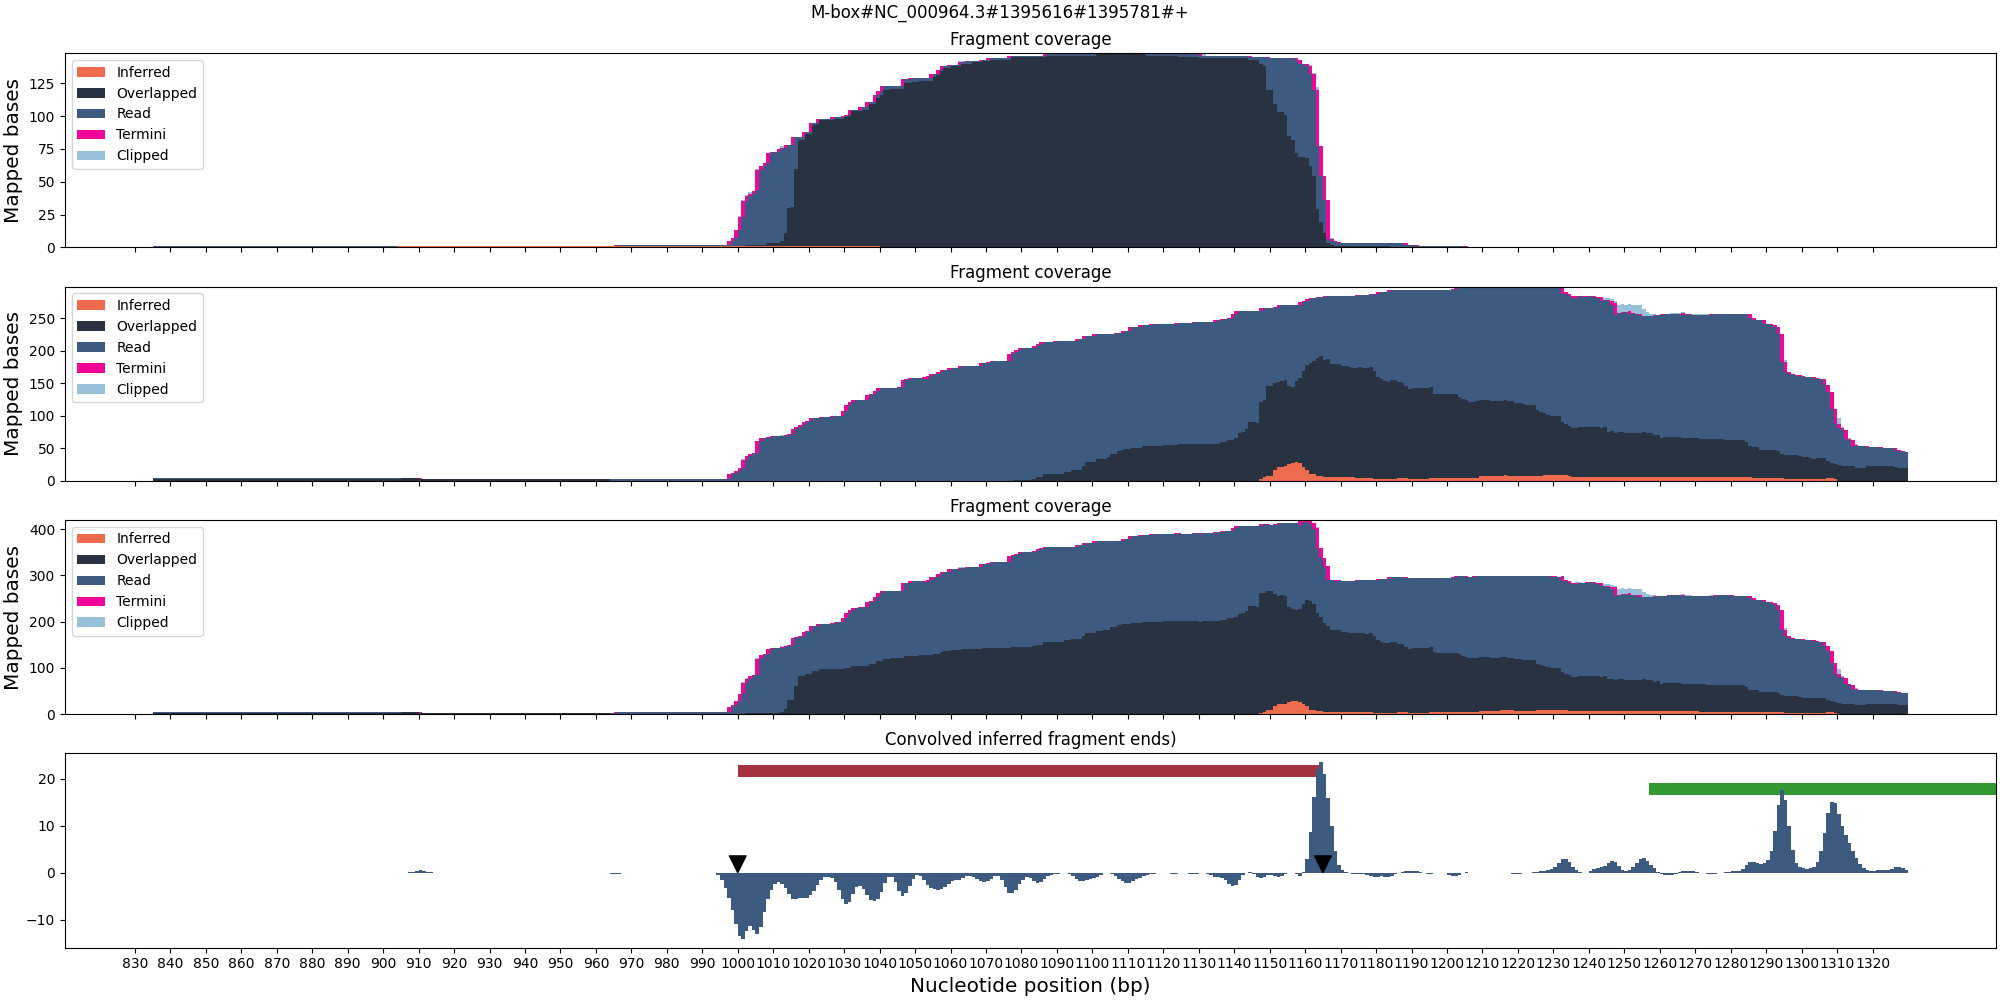 M-box#NC_000964.3#1395616#1395781#+
Fragment coverage
Mapped bases
125
100
75
50
25
0
Inferred
Overlapped
Read
Termini
Clipped
Fragment coverage
Mapped bases
250
200
150
100
50
0
Inferred
Overlapped
Read
Termini
Clipped
Fragment coverage
Mapped bases
400
300
200
100
0
Inferred
Overlapped
Read
Termini
Clipped
Convolved inferred fragment ends)
20
10
0
−10
830 840 850 860 870 880 890 900 910 920 930 940 950 960 970 980 990 1000 1010 1020 1030 1040 1050 1060 1070 1080 1090 1100 1110 1120 1130 1140 1150 1160 1170 1180 1190 1200 1210 1220 1230 1240 1250 1260 1270 1280 1290 1300 1310 1320
Nucleotide position (bp)